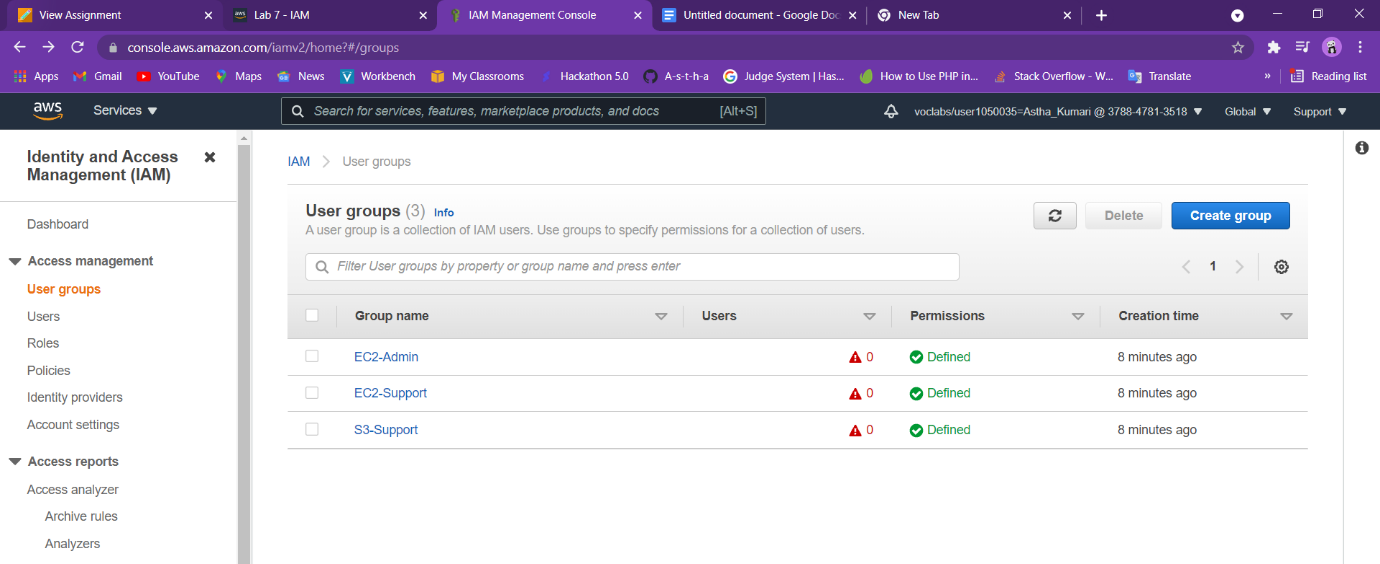 View Assignment
Lab 7 - IAM
IAM Management Console
Untitled document - Google Doc
New Tab
console.aws.amazon.com/iamv2/home?#/groups
Apps Gmail YouTube Maps News Workbench My Classrooms Hackathon 5.0 A-s-t-h-a Judge System | Has... How to Use PHP in... Stack Overflow - W... Translate » Reading list
aws Services Search for services, features, marketplace products, and docs [Alt+S] voclabs/user1050035=Astha_Kumari @ 3788-4781-3518 Global Support
Identity and Access
Management (IAM)
Dashboard
Access management
User groups
Users
Roles
Policies
Identity providers
Account settings
Access reports
Access analyzer
Archive rules
Analyzers
IAM > User groups
User groups (3) Info
A user group is a collection of IAM users. Use groups to specify permissions for a collection of users.
Delete
Create group
Filter User groups by property or group name and press enter
1
Group name Users Permissions Creation time
EC2-Admin 0 Defined 8 minutes ago
EC2-Support 0 Defined 8 minutes ago
S3-Support 0 Defined 8 minutes ago